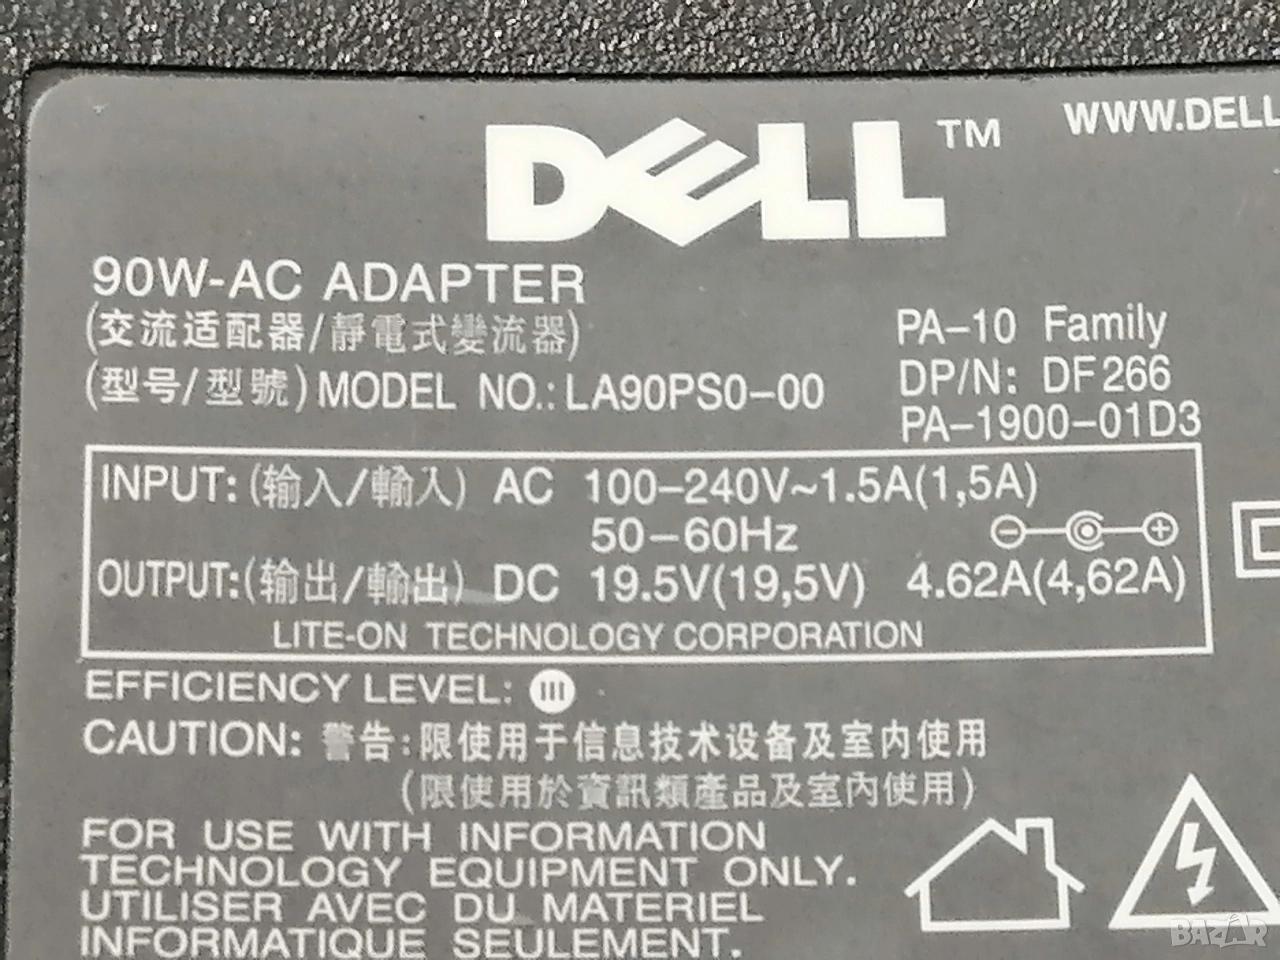 DELL™
WWW.DELL
90W-AC ADAPTER
(交流适配器/靜電式變流器)
(型号/型號) MODEL NO.: LA90PS0-00
PA-10 Family
DP/N: DF266
PA-1900-01D3
INPUT: (输入/輸入) AC 100-240V~1.5A(1,5A)
50-60Hz
OUTPUT: (输出/輸出) DC 19.5V(19,5V) 4.62A(4,62A)
LITE-ON TECHNOLOGY CORPORATION
EFFICIENCY LEVEL: III
CAUTION: 警告:限使用于信息技术设备及室内使用
(限使用於資訊類產品及室內使用)
FOR USE WITH INFORMATION
TECHNOLOGY EQUIPMENT ONLY.
UTILISER AVEC DU MATERIEL
INFORMATIQUE SEULEMENT.
BAZAR